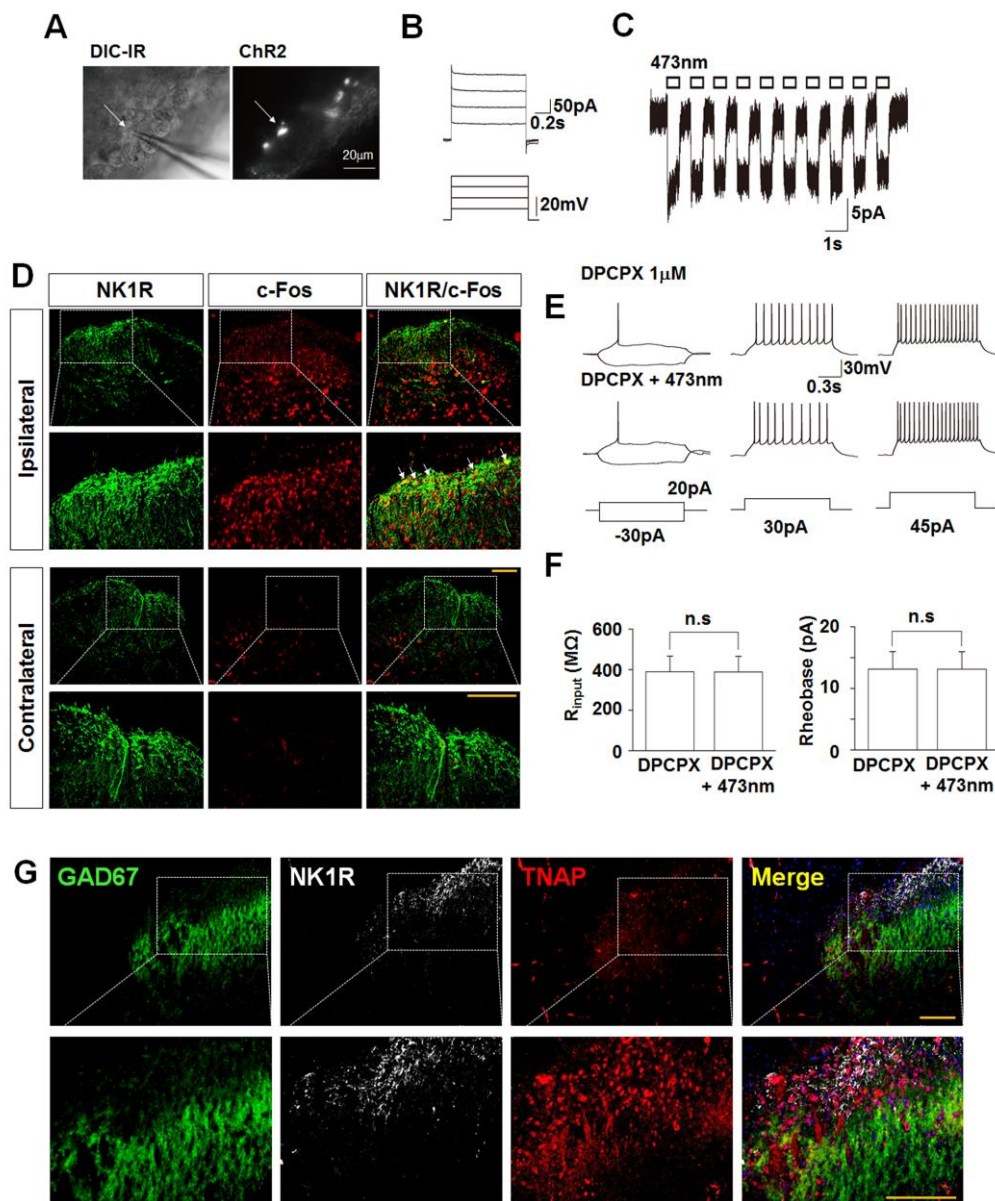 A
DIC-IR
ChR2
20μm
B
50pA
0.2s
20mV
C
473nm
5pA
1s
D
NK1R
c-Fos
NK1R/c-Fos
Ipsilateral
Contralateral
E
DPCPX 1μM
30mV
0.3s
DPCPX + 473nm
20pA
-30pA
30pA
45pA
F
n.s
600
400
200
0
Rinput (MΩ)
DPCPX
DPCPX
+ 473nm
n.s
20
15
10
5
0
Rheobase (pA)
DPCPX
DPCPX
+ 473nm
G
GAD67
NK1R
TNAP
Merge